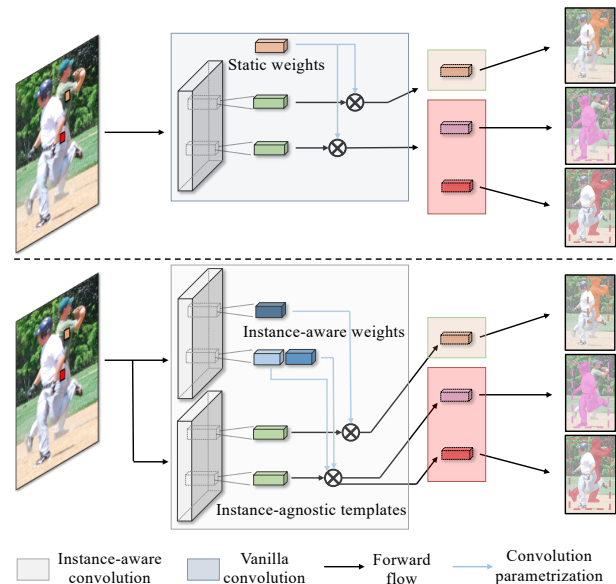 Static weights
Instance-aware weights
Instance-agnostic templates
Instance-aware
convolution
Vanilla
convolution
Forward
flow
Convolution
parametrization